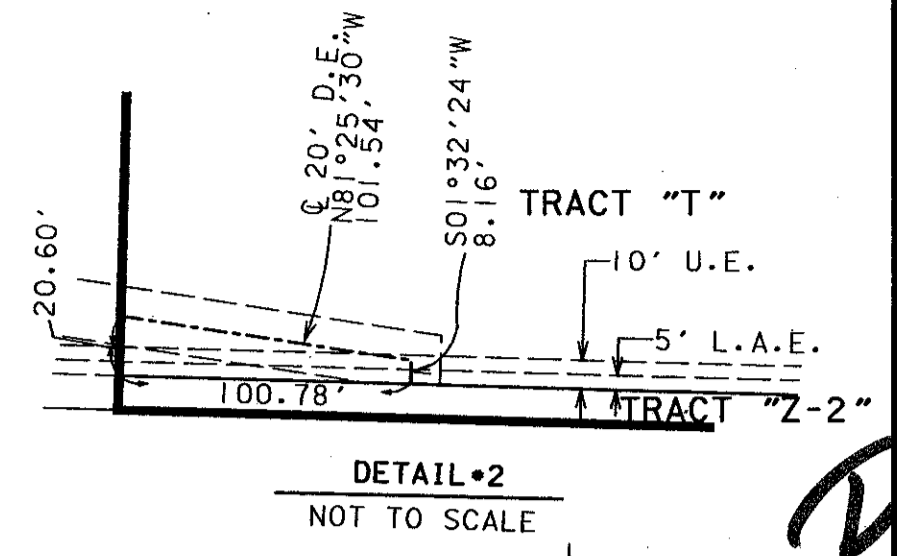 ℄ 20' D.E.
N81°25'30"W
101.54'
S01°32'24"W
8.16'
TRACT "T"
20.60'
10' U.E.
5' L.A.E.
100.78'
TRACT "Z-2"
DETAIL•2
NOT TO SCALE